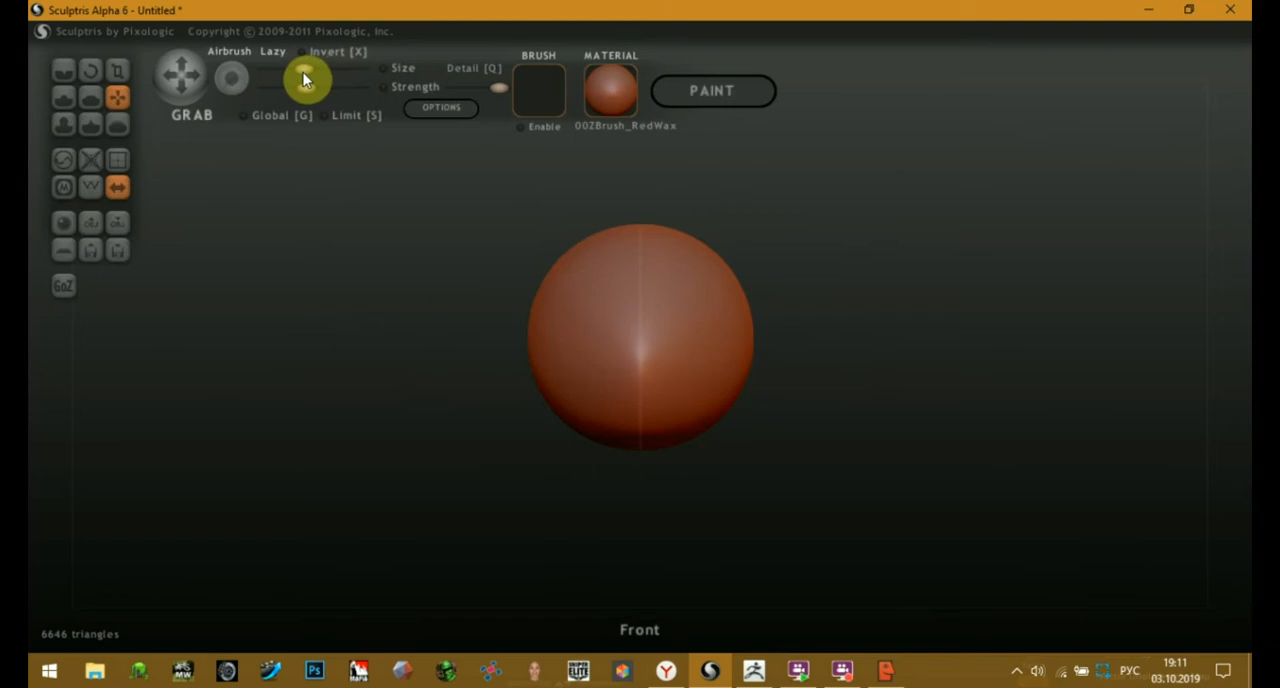 Sculptris Alpha 6 - Untitled *
Sculptris by Pixologic Copyright © 2009-2011 Pixologic, Inc.
Airbrush Lazy Invert [X]
Size Detail [Q]
Strength
OPTIONS
GRAB
Global [G] Limit [S]
BRUSH
Enable
MATERIAL
00ZBrush_RedWax
PAINT
GoZ
6646 triangles
Front
Ps
Y
РУС
19:11
03.10.2019